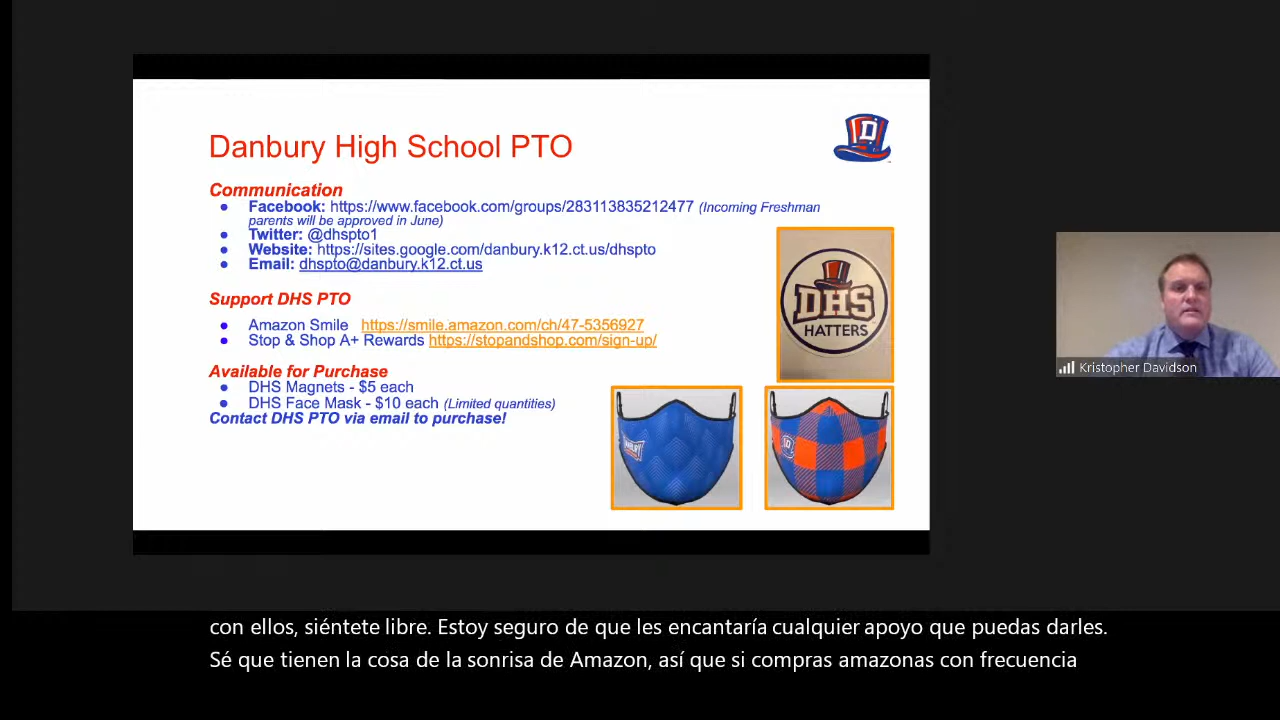 Danbury High School PTO
D
Communication
● Facebook: https://www.facebook.com/groups/283113835212477 (Incoming Freshman
parents will be approved in June)
● Twitter: @dhspto1
● Website: https://sites.google.com/danbury.k12.ct.us/dhspto
● Email: dhspto@danbury.k12.ct.us
Support DHS PTO
● Amazon Smile https://smile.amazon.com/ch/47-5356927
● Stop & Shop A+ Rewards https://stopandshop.com/sign-up/
Available for Purchase
● DHS Magnets - $5 each
● DHS Face Mask - $10 each (Limited quantities)
Contact DHS PTO via email to purchase!
DHS
HATTERS
DANBURY
D
Kristopher Davidson
con ellos, siéntete libre. Estoy seguro de que les encantaría cualquier apoyo que puedas darles.
Sé que tienen la cosa de la sonrisa de Amazon, así que si compras amazonas con frecuencia